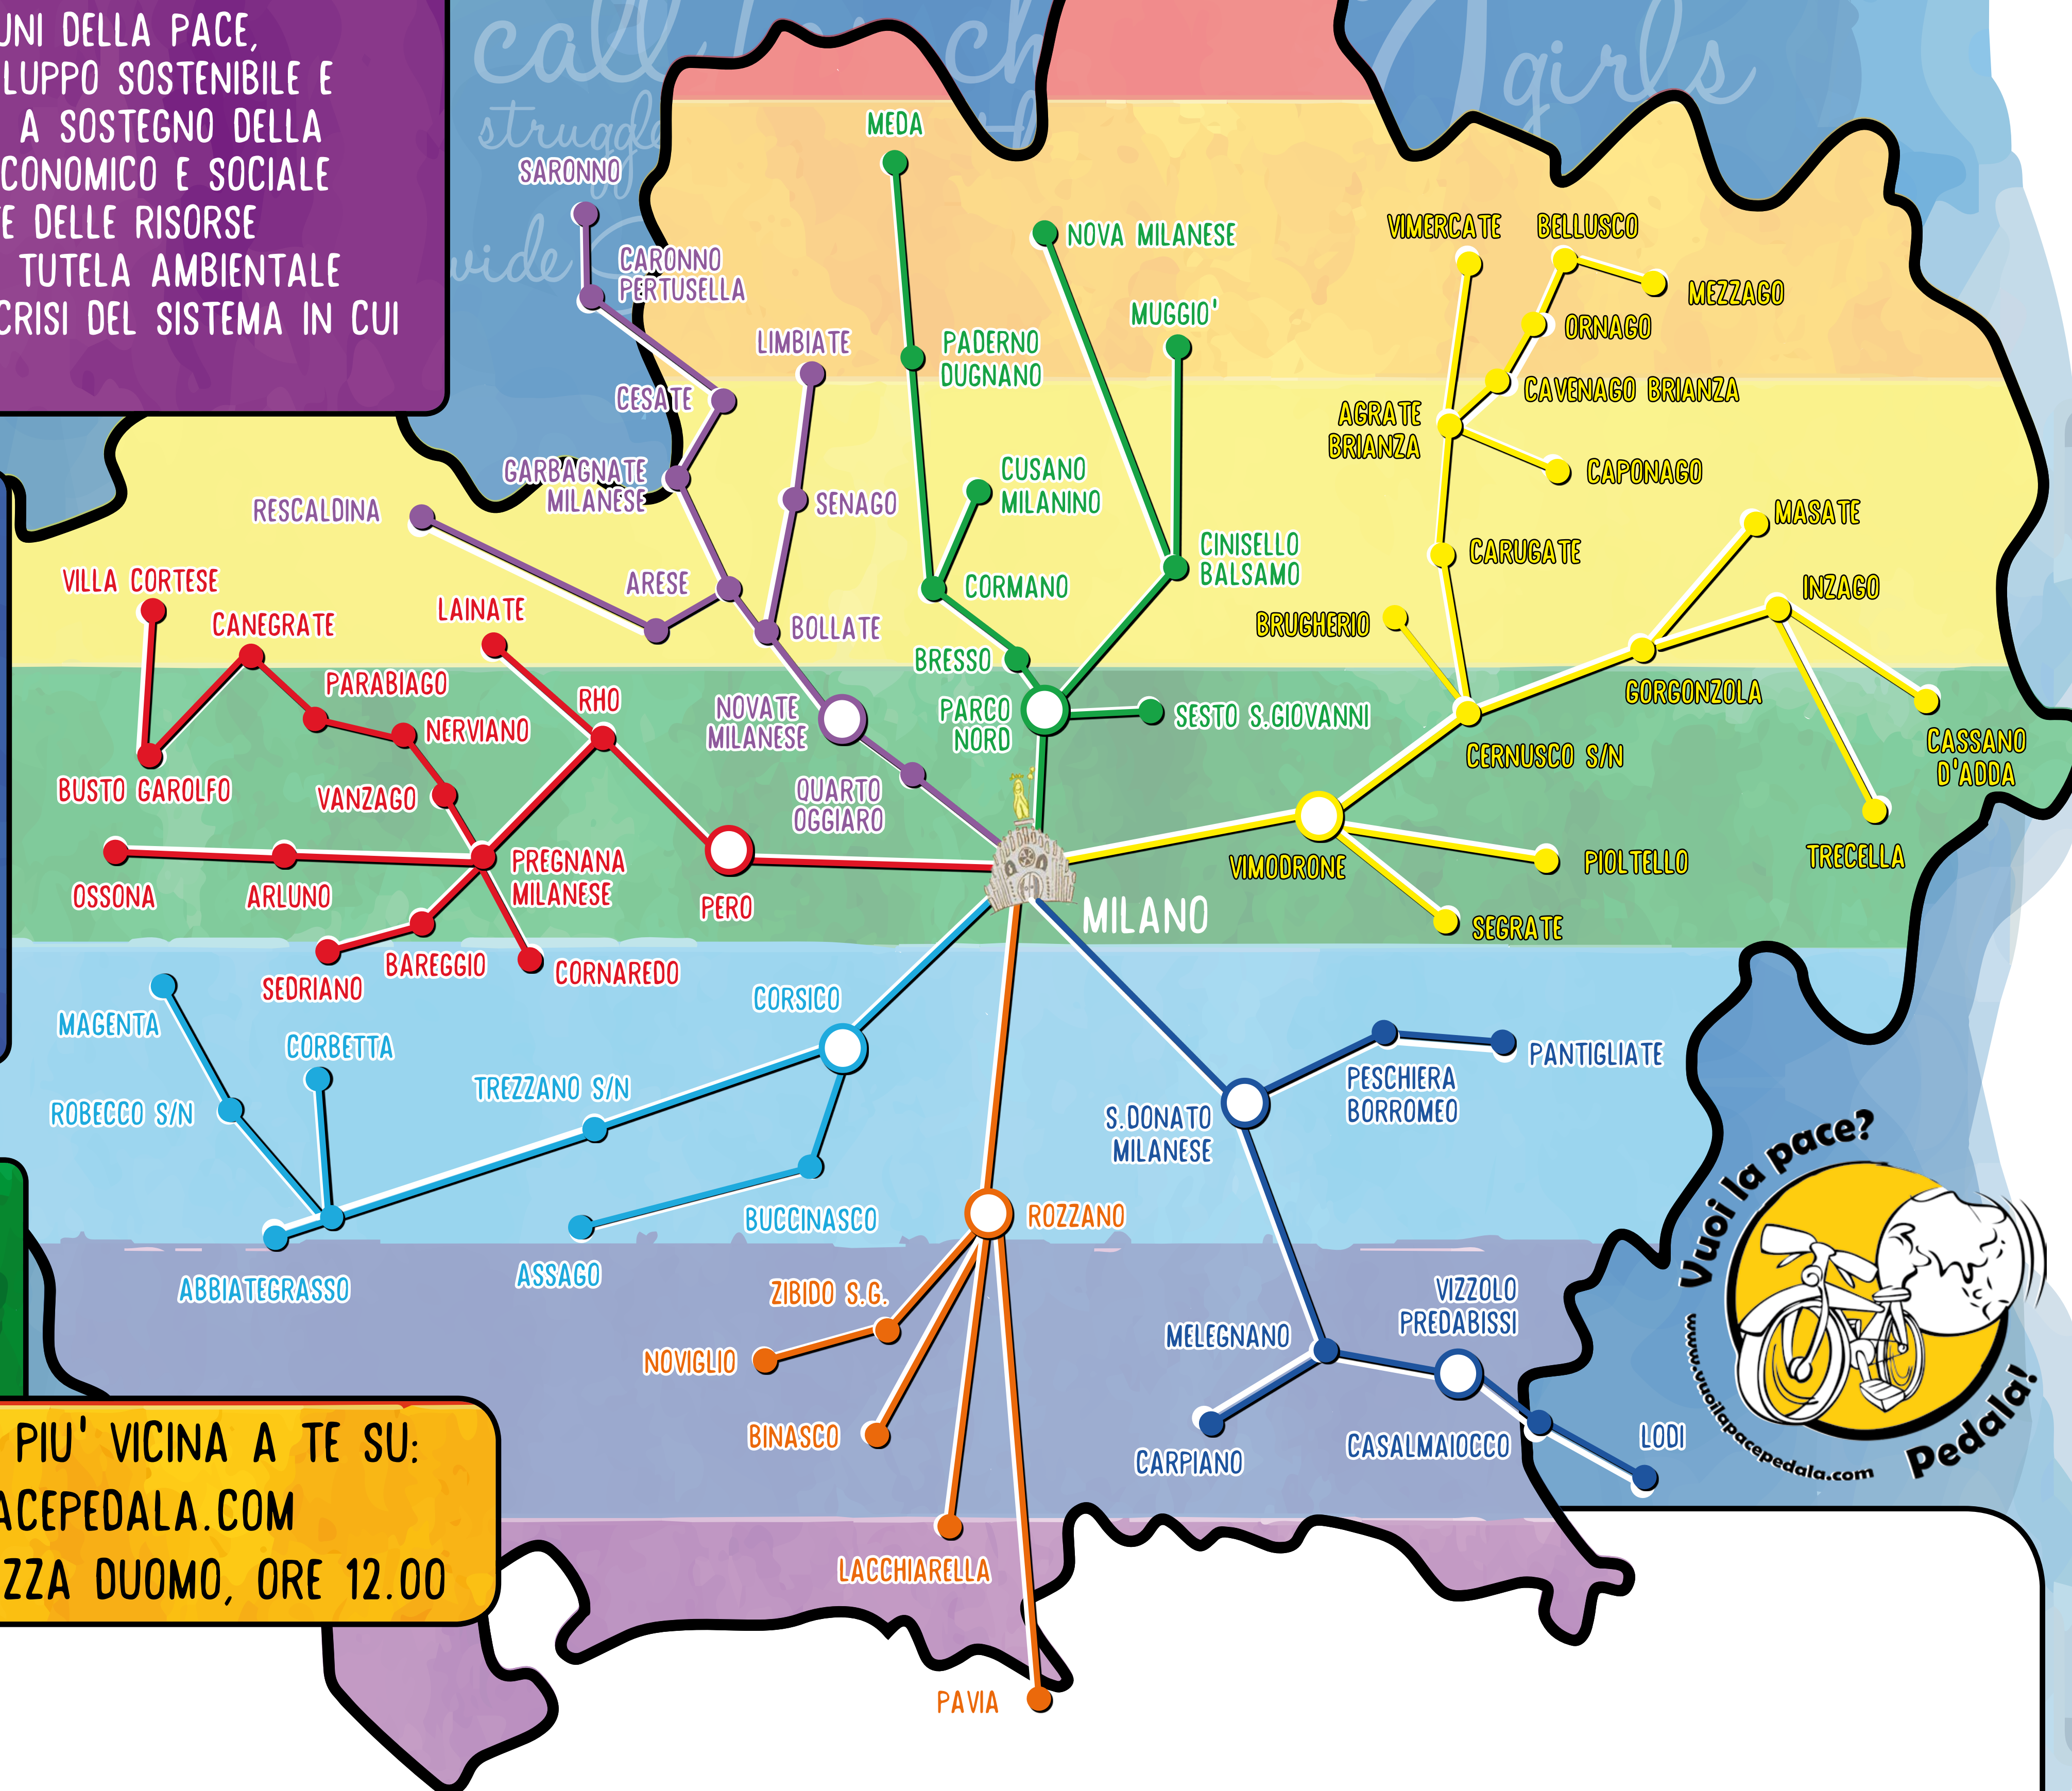 UNI DELLA PACE,
LUPPO SOSTENIBILE E
A SOSTEGNO DELLA
CONOMICO E SOCIALE
E DELLE RISORSE
TUTELA AMBIENTALE
CRISI DEL SISTEMA IN CUI
call
struggle
wide
girls
MEDA
SARONNO
NOVA MILANESE
VIMERCATE
BELLUSCO
CARONNO
PERTUSELLA
MEZZAGO
MUGGIO'
ORNAGO
LIMBIATE
PADERNO
DUGNANO
CESATE
CAVENAGO BRIANZA
AGRATE
BRIANZA
GARBAGNATE
MILANESE
CUSANO
MILANINO
CAPONAGO
RESCALDINA
SENAGO
MASATE
CINISELLO
BALSAMO
CARUGATE
VILLA CORTESE
ARESE
CORMANO
INZAGO
LAINATE
CANEGRATE
BOLLATE
BRUGHERIO
BRESSO
PARABIAGO
RHO
GORGONZOLA
NOVATE
MILANESE
PARCO
NORD
SESTO S.GIOVANNI
NERVIANO
CERNUSCO S/N
CASSANO
D'ADDA
BUSTO GAROLFO
VANZAGO
QUARTO
OGGIARO
PREGNANA
MILANESE
VIMODRONE
PIOLTELLO
TRECELLA
OSSONA
ARLUNO
PERO
MILANO
SEGRATE
BAREGGIO
CORNAREDO
SEDRIANO
CORSICO
MAGENTA
CORBETTA
PANTIGLIATE
TREZZANO S/N
PESCHIERA
BORROMEO
ROBECCO S/N
S.DONATO
MILANESE
BUCCINASCO
ROZZANO
ABBIATEGRASSO
ASSAGO
ZIBIDO S.G.
VIZZOLO
PREDABISSI
MELEGNANO
NOVIGLIO
BINASCO
CARPIANO
CASALMAIOCCO
LODI
LACCHIARELLA
PAVIA
Vuoi la pace?
Pedala!
www.vuoilapacepedala.com
PIU' VICINA A TE SU:
ACEPEDALA.COM
ZZA DUOMO, ORE 12.00